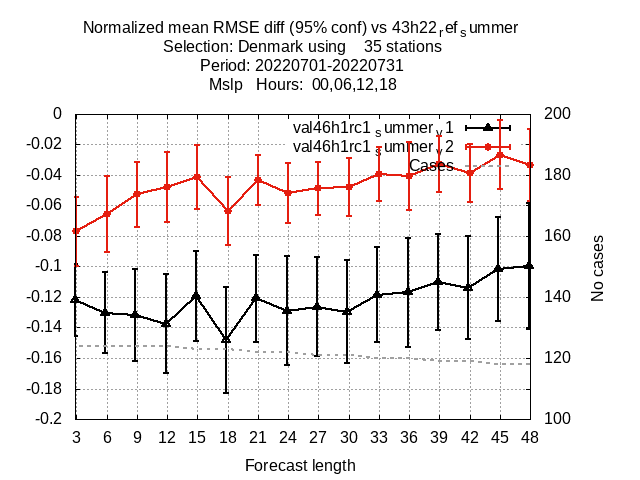 Normalized mean RMSE diff (95% conf) vs 43h22refsummer
Selection: Denmark using 35 stations
Period: 20220701-20220731
Mslp Hours: 00,06,12,18
val46h1rc1summerv1
val46h1rc1summerv2
Cases
0
-0.02
-0.04
-0.06
-0.08
-0.1
-0.12
-0.14
-0.16
-0.18
-0.2
200
180
160
140
120
100
No cases
3 6 9 12 15 18 21 24 27 30 33 36 39 42 45 48
Forecast length